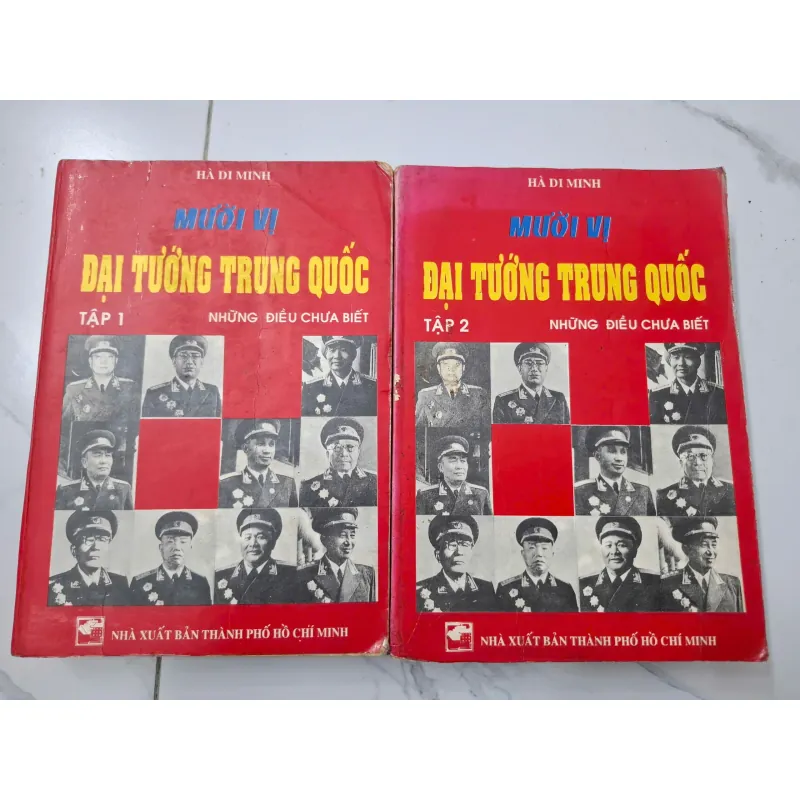 HÀ DI MINH
MƯỜI VỊ
ĐẠI TƯỚNG TRUNG QUỐC
TẬP 1 NHỮNG ĐIỀU CHƯA BIẾT
NHÀ XUẤT BẢN THÀNH PHỐ HỒ CHÍ MINH
HÀ DI MINH
MƯỜI VỊ
ĐẠI TƯỚNG TRUNG QUỐC
TẬP 2 NHỮNG ĐIỀU CHƯA BIẾT
NHÀ XUẤT BẢN THÀNH PHỐ HỒ CHÍ MINH